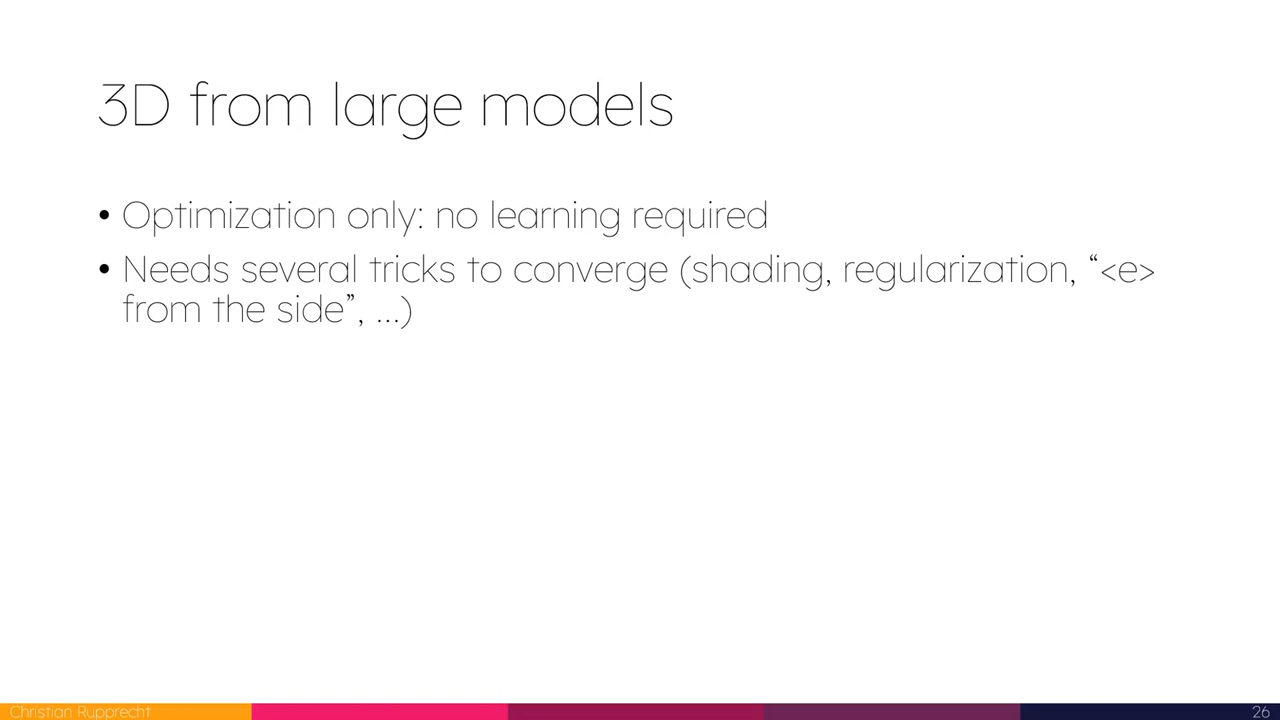 3D from large models
• Optimization only: no learning required
• Needs several tricks to converge (shading, regularization, “<e>
from the side”, ...)
Christian Rupprecht
26